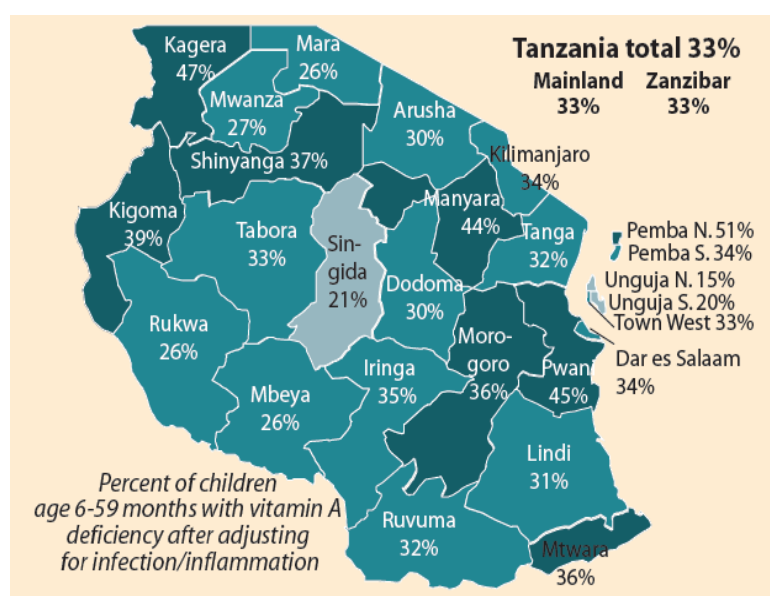 Tanzania total 33%
Mainland Zanzibar
33% 33%
Kagera
47%
Mara
26%
Mwanza
27%
Arusha
30%
Kilimanjaro
34%
Shinyanga 37%
Kigoma
39%
Tabora
33%
Sin-
gida
21%
Manyara
44%
Tanga
32%
Dodoma
30%
Pemba N. 51%
Pemba S. 34%
Unguja N. 15%
Unguja S. 20%
Town West 33%
Dar es Salaam
34%
Rukwa
26%
Mbeya
26%
Iringa
35%
Moro-
goro
36%
Pwani
45%
Lindi
31%
Ruvuma
32%
Mtwara
36%
Percent of children
age 6-59 months with vitamin A
deficiency after adjusting
for infection/inflammation